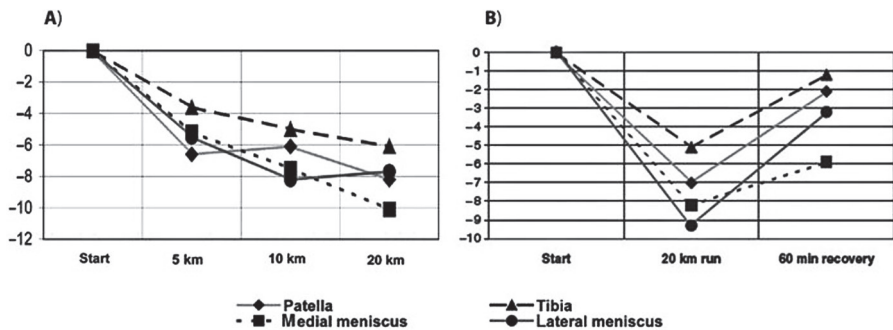 A)
0
−2
−4
−6
−8
−10
−12
Start
5 km
10 km
20 km
B)
0
−1
−2
−3
−4
−5
−6
−7
−8
−9
−10
Start
20 km run
60 min recovery
Patella
Tibia
Medial meniscus
Lateral meniscus